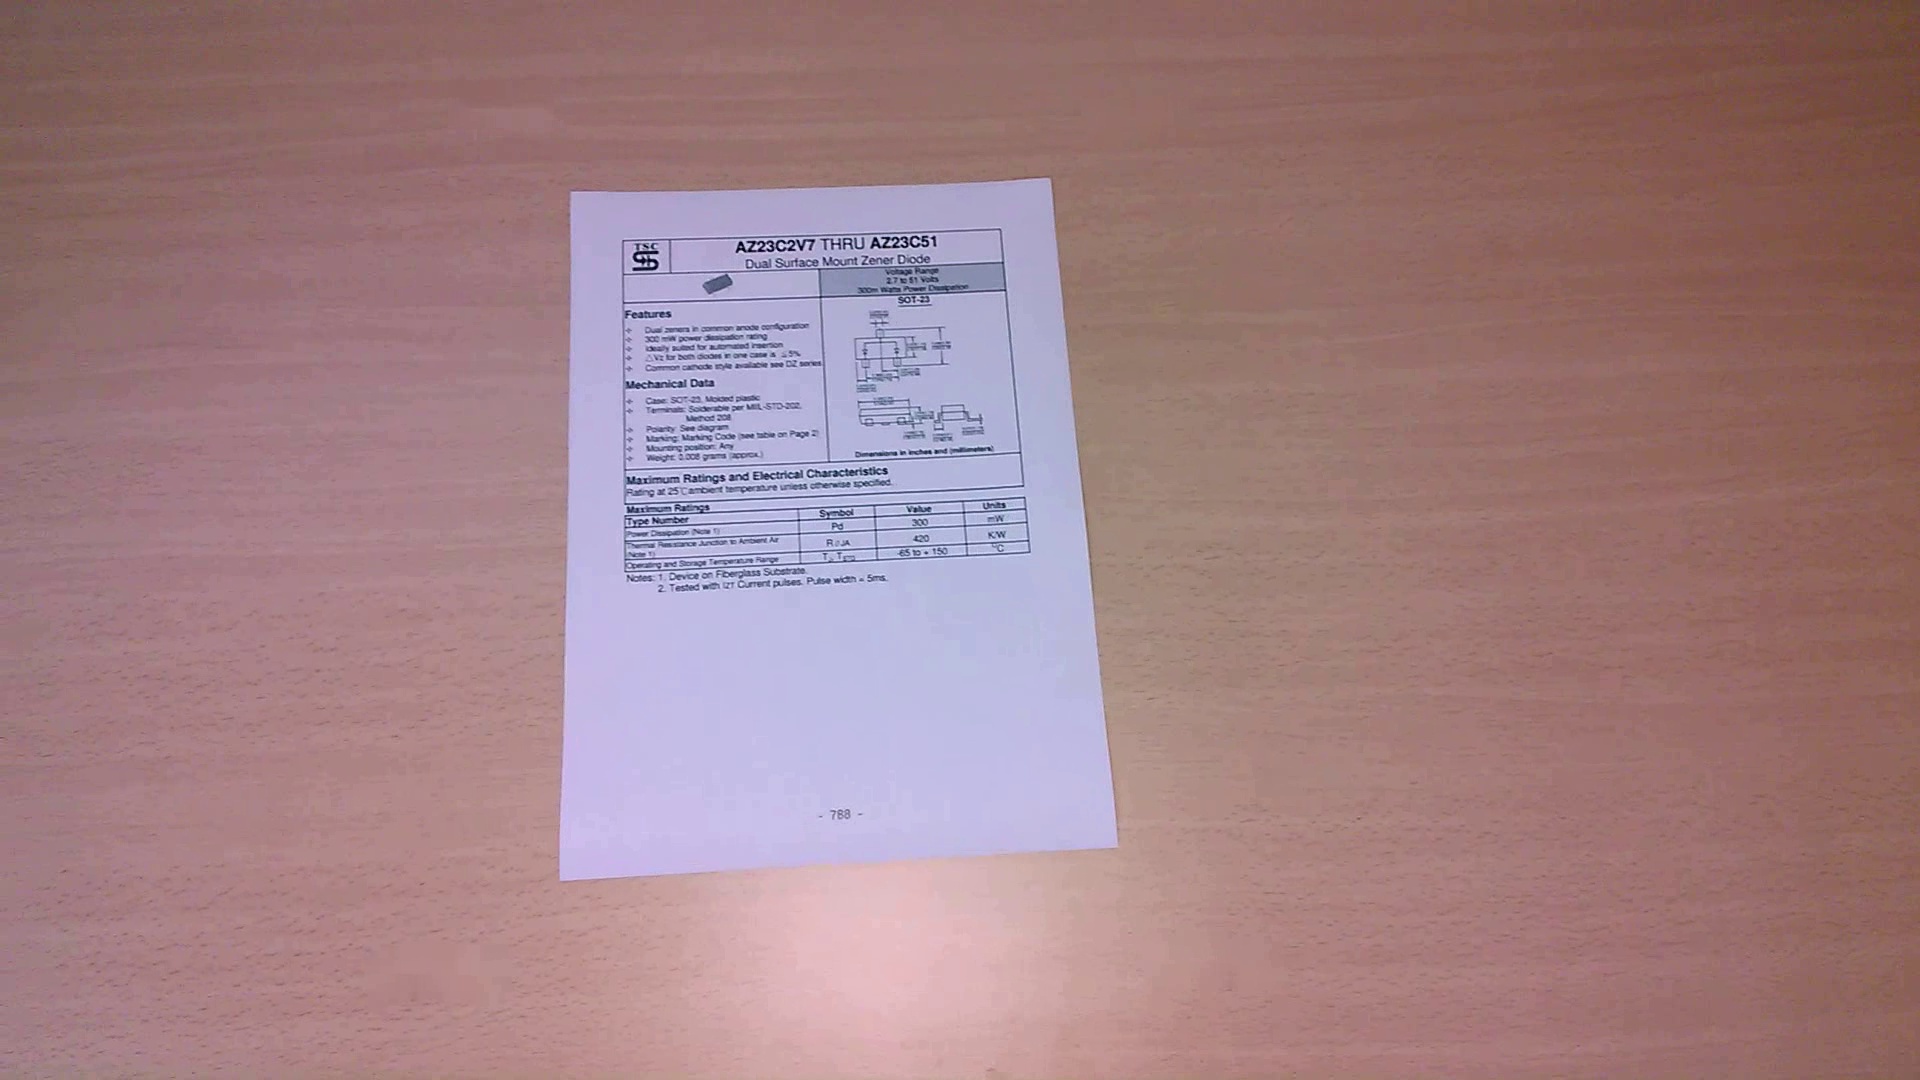 TSC
AZ23C2V7 THRU AZ23C51
Dual Surface Mount Zener Diode
Voltage Range
2.7 to 51 Volts
300m Watts Power Dissipation
SOT-23
Features
Dual zeners in common anode configuration
300 mW power dissipation rating
Ideally suited for automated insertion
△Vz for both diodes in one case is ≦5%
Common cathode style available see DZ series
Mechanical Data
Case: SOT-23, Molded plastic
Terminals: Solderable per MIL-STD-202,
Method 208
Polarity: See diagram
Marking: Marking Code (see table on Page 2)
Mounting position: Any
Weight: 0.008 grams (approx.)
Dimensions in inches and (millimeters)
Maximum Ratings and Electrical Characteristics
Rating at 25℃ambient temperature unless otherwise specified.
Maximum Ratings
Type Number Symbol Value Units
Power Dissipation (Note 1) Pd 300 mW
Thermal Resistance Junction to Ambient Air
(Note 1) RθJA 420 K/W
Operating and Storage Temperature Range TJ, TSTG -65 to + 150 °C
Notes: 1. Device on Fiberglass Substrate.
2. Tested with IZT Current pulses. Pulse width = 5ms.
- 788 -